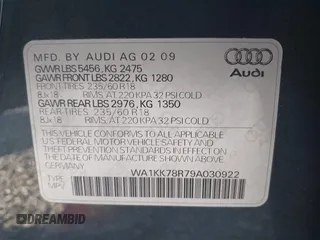 MFD. BY AUDI AG 02 09
GVWR LBS 5456, KG 2475
GAWR FRONT LBS 2822, KG 1280
FRONT-TIRES 235/60 R18
8Jx18 RIMS, AT 220 KPA 32 PSI COLD
GAWR REAR LBS 2976, KG 1350
REAR-TIRES 235/60 R18
8Jx18 RIMS, AT 220 KPA 32 PSI COLD
Audi
THIS VEHICLE CONFORMS TO ALL APPLICABLE
U.S. FEDERAL MOTOR VEHICLE SAFETY AND
THEFT PREVENTION STANDARDS IN EFFECT ON
THE DATE OF MANUFACTURE SHOWN ABOVE.
WA1KK78R79A030922
TYPE:
MPV
DREAMBID